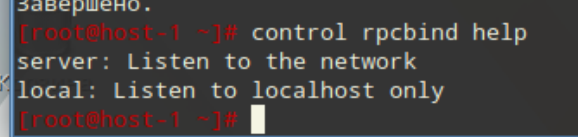 завершено.
[root@host-1 ~]# control rpcbind help
server: Listen to the network
local: Listen to localhost only
[root@host-1 ~]#